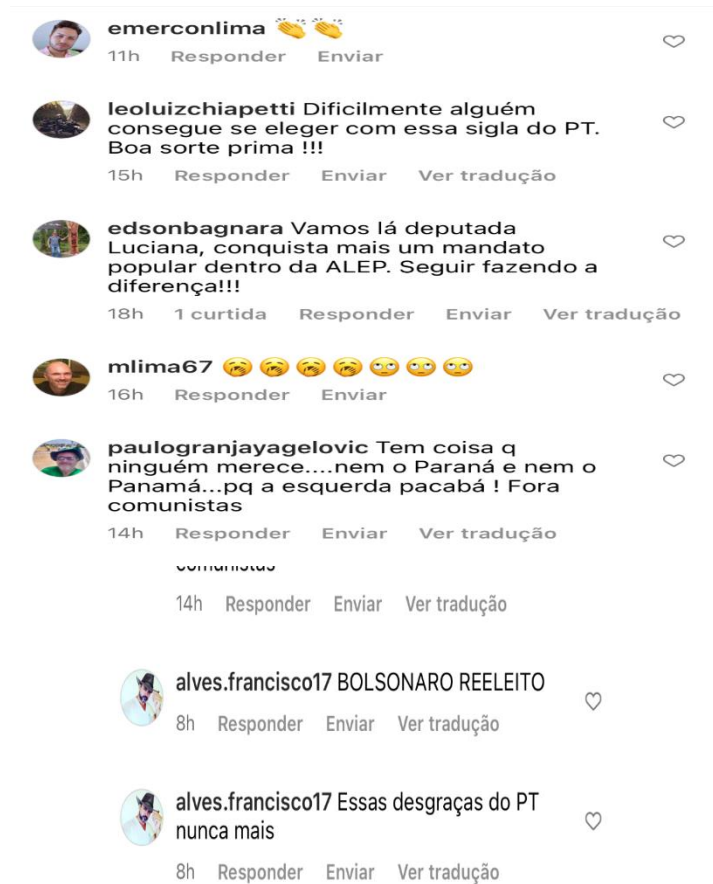 emerconlima 👏👏
11h Responder Enviar
leoluizchiapetti Dificilmente alguém
consegue se eleger com essa sigla do PT.
Boa sorte prima !!!
15h Responder Enviar Ver tradução
edsonbagnara Vamos lá deputada
Luciana, conquista mais um mandato
popular dentro da ALEP. Seguir fazendo a
diferença!!!
18h 1 curtida Responder Enviar Ver tradução
mlima67 🥱🥱🥱🥱🙄🙄🙄
16h Responder Enviar
paulogranjayagelovic Tem coisa q
ninguém merece....nem o Paraná e nem o
Panamá...pq a esquerda pacabá ! Fora
comunistas
14h Responder Enviar Ver tradução
comunistas
14h Responder Enviar Ver tradução
alves.francisco17 BOLSONARO REELEITO
8h Responder Enviar Ver tradução
alves.francisco17 Essas desgraças do PT
nunca mais
8h Responder Enviar Ver tradução